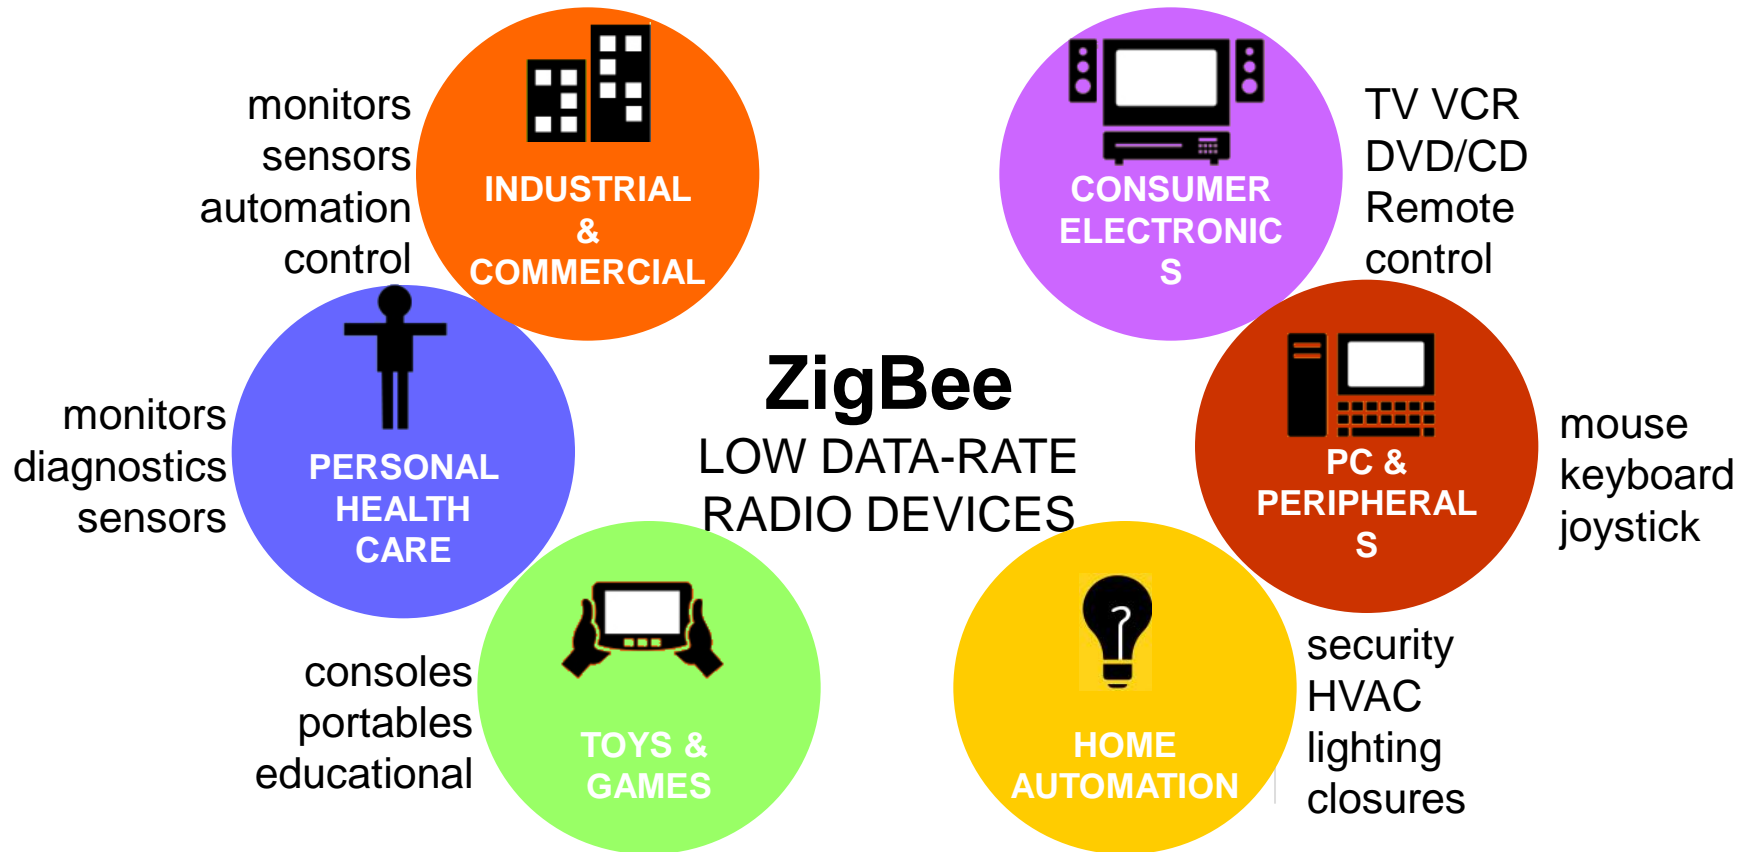 monitors
sensors
automation
control
INDUSTRIAL
&
COMMERCIAL
CONSUMER
ELECTRONIC
S
TV VCR
DVD/CD
Remote
control
monitors
diagnostics
sensors
PERSONAL
HEALTH
CARE
ZigBee
LOW DATA-RATE
RADIO DEVICES
PC &
PERIPHERAL
S
mouse
keyboard
joystick
consoles
portables
educational
TOYS &
GAMES
?
HOME
AUTOMATION
security
HVAC
lighting
closures